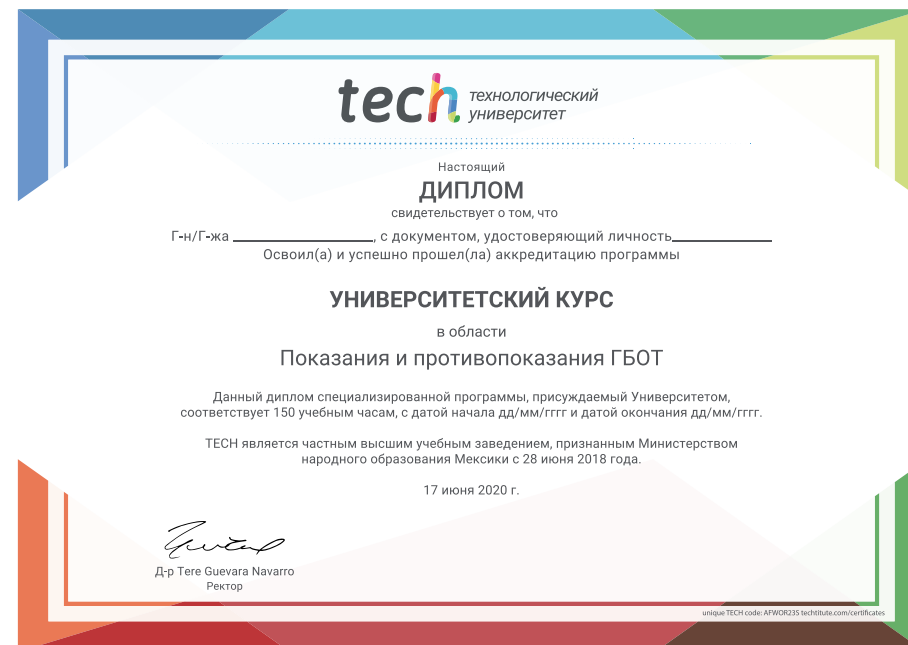 tech технологический
университет
Настоящий
ДИПЛОМ
свидетельствует о том, что
Г-н/Г-жа ____________, с документом, удостоверяющий личность____________
Освоил(а) и успешно прошел(ла) аккредитацию программы
УНИВЕРСИТЕТСКИЙ КУРС
в области
Показания и противопоказания ГБОТ
Данный диплом специализированной программы, присуждаемый Университетом,
соответствует 150 учебным часам, с датой начала дд/мм/гггг и датой окончания дд/мм/гггг.
TECH является частным высшим учебным заведением, признанным Министерством
народного образования Мексики с 28 июня 2018 года.
17 июня 2020 г.
Д-р Tere Guevara Navarro
Ректор
unique TECH code: AFWOR23S techtitute.com/certificates